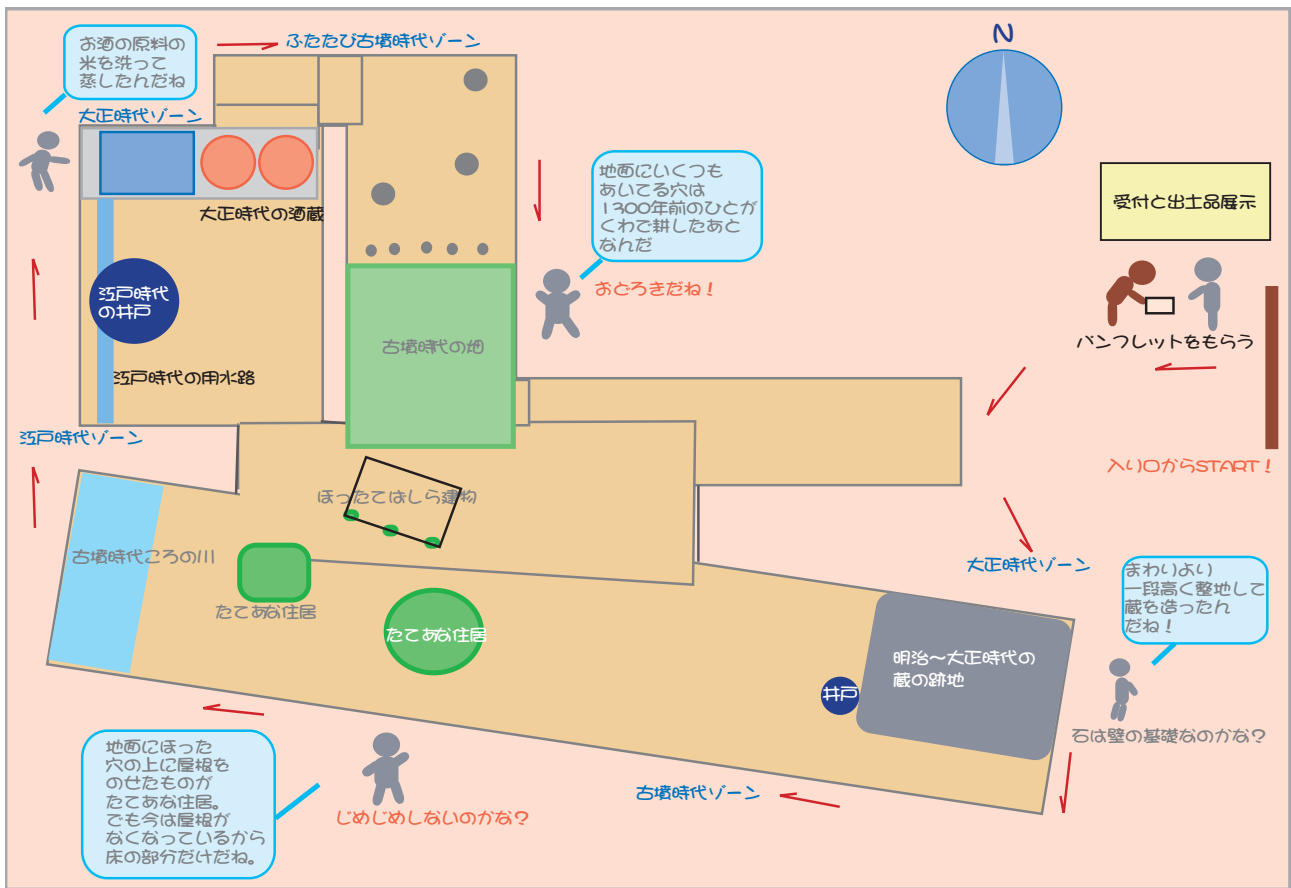 お酒の原料の
米を洗って
蒸したんだね
ふたたび古墳時代ゾーン
N
大正時代ゾーン
大正時代の酒蔵
地面にいくつも
あいてる穴は
1300年前のひとが
くわで耕したあと
なんだ
おどろきだね！
受付と出土品展示
パンフレットをもらう
入り口からSTART！
江戸時代
の井戸
江戸時代の用水路
古墳時代の畑
江戸時代ゾーン
ほったてばしら建物
古墳時代ころの川
たてあな住居
たてあな住居
大正時代ゾーン
まわりより
一段高く整地して
蔵を造ったん
だね！
明治～大正時代の
蔵の跡地
井戸
石は壁の基礎なのかな？
地面にほった
穴の上に屋根を
のせたものが
たてあな住居。
でも今は屋根が
なくなっているから
床の部分だけだね。
じめじめしないのかな？
古墳時代ゾーン